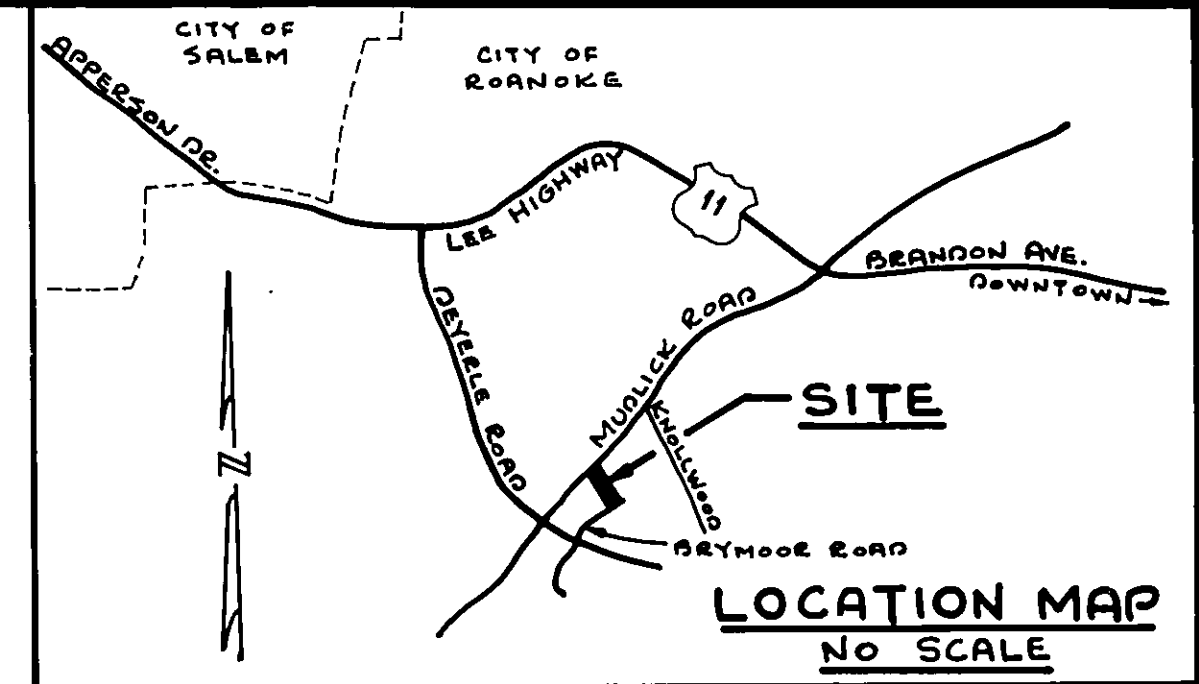 CITY OF
SALEM
CITY OF
ROANOKE
APPERSON DR.
LEE HIGHWAY
11
BRANDON AVE.
DOWNTOWN
DEYERLE ROAD
MUDLICK ROAD
SITE
KNOLLWOOD
N
BRYMOOR ROAD
LOCATION MAP
NO SCALE